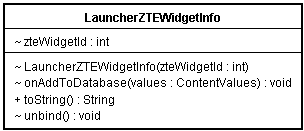 LauncherZTEWidgetInfo
~ zteWidgetId : int
~ LauncherZTEWidgetInfo(zteWidgetId : int)
~ onAddToDatabase(values : ContentValues) : void
+ toString() : String
~ unbind() : void